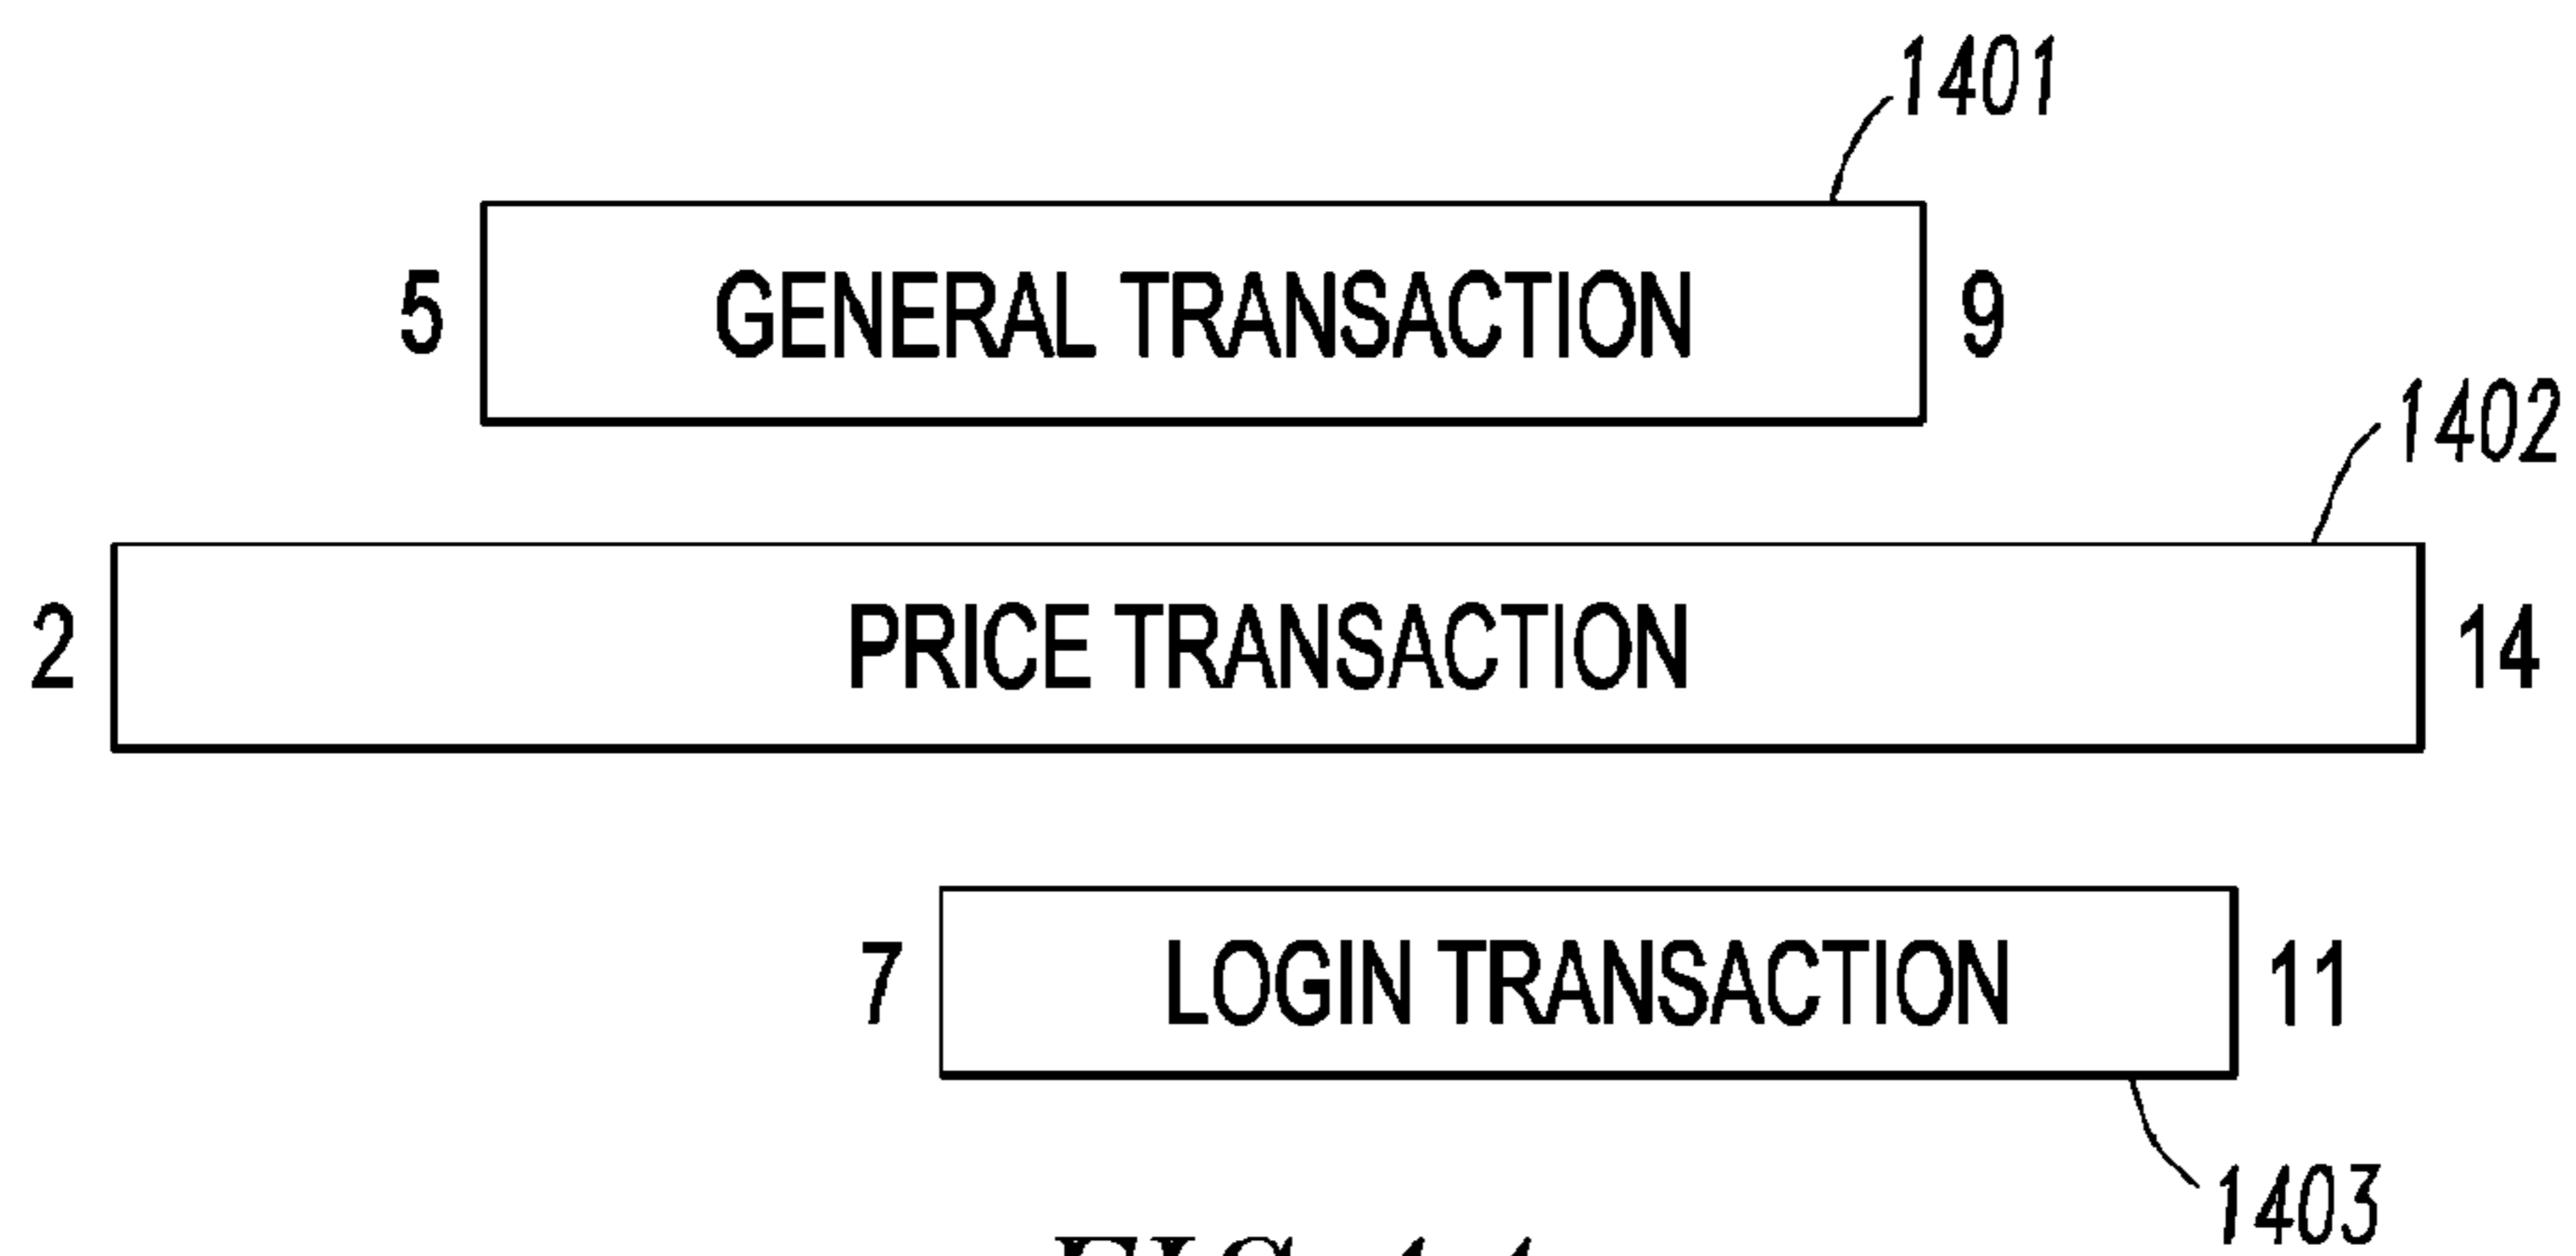 1401
5 GENERAL TRANSACTION 9
1402
2 PRICE TRANSACTION 14
7 LOGIN TRANSACTION 11
1403